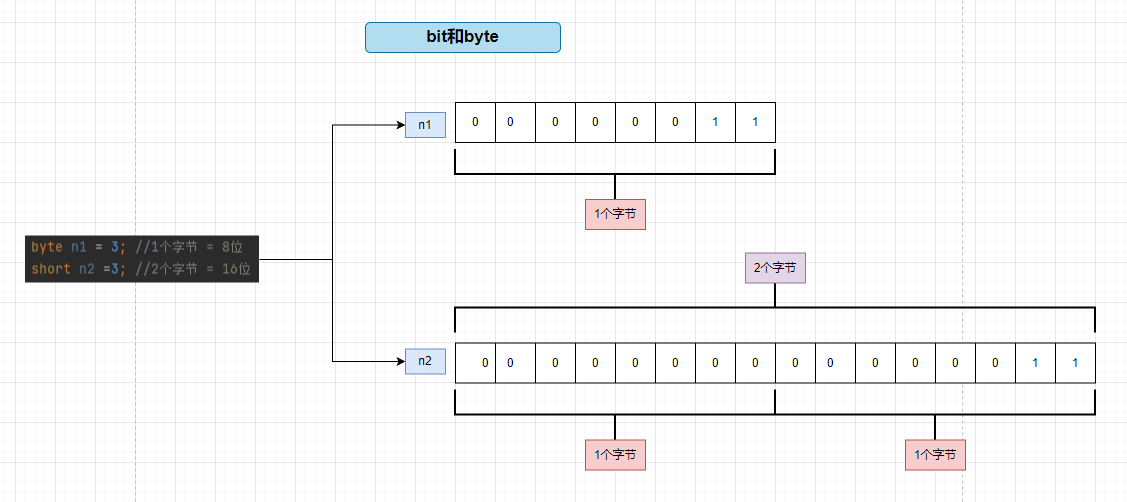 bit和byte
n1 0 0 0 0 0 0 1 1
1个字节
byte n1 = 3; //1个字节 = 8位
short n2 =3; //2个字节 = 16位
2个字节
n2 0 0 0 0 0 0 0 0 0 0 0 0 0 0 1 1
1个字节 1个字节